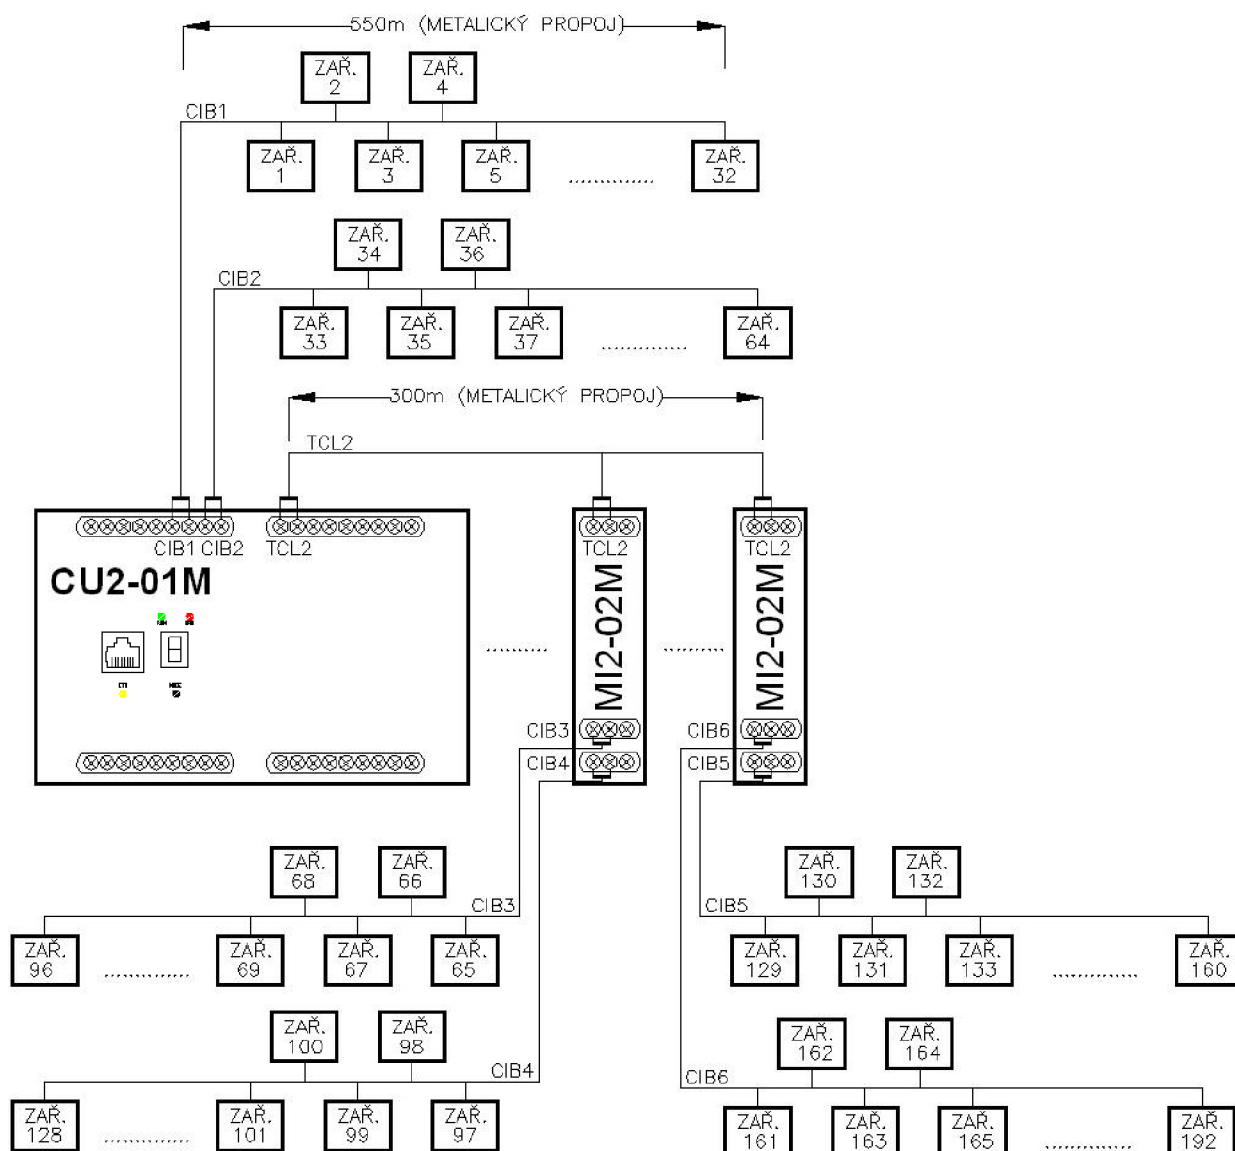 550m (METALICKÝ PROPOJ)
ZAŘ.
2
ZAŘ.
4
CIB1
ZAŘ.
1
ZAŘ.
3
ZAŘ.
5
ZAŘ.
32
ZAŘ.
34
ZAŘ.
36
CIB2
ZAŘ.
33
ZAŘ.
35
ZAŘ.
37
ZAŘ.
64
300m (METALICKÝ PROPOJ)
TCL2
CIB1 CIB2 TCL2
TCL2
TCL2
CU2-01M
MI2-02M
MI2-02M
CIB3
CIB4
CIB6
CIB5
ZAŘ.
68
ZAŘ.
66
CIB3
ZAŘ.
96
ZAŘ.
69
ZAŘ.
67
ZAŘ.
65
ZAŘ.
130
ZAŘ.
132
CIB5
ZAŘ.
129
ZAŘ.
131
ZAŘ.
133
ZAŘ.
160
ZAŘ.
100
ZAŘ.
98
CIB4
ZAŘ.
128
ZAŘ.
101
ZAŘ.
99
ZAŘ.
97
ZAŘ.
162
ZAŘ.
164
CIB6
ZAŘ.
161
ZAŘ.
163
ZAŘ.
165
ZAŘ.
192